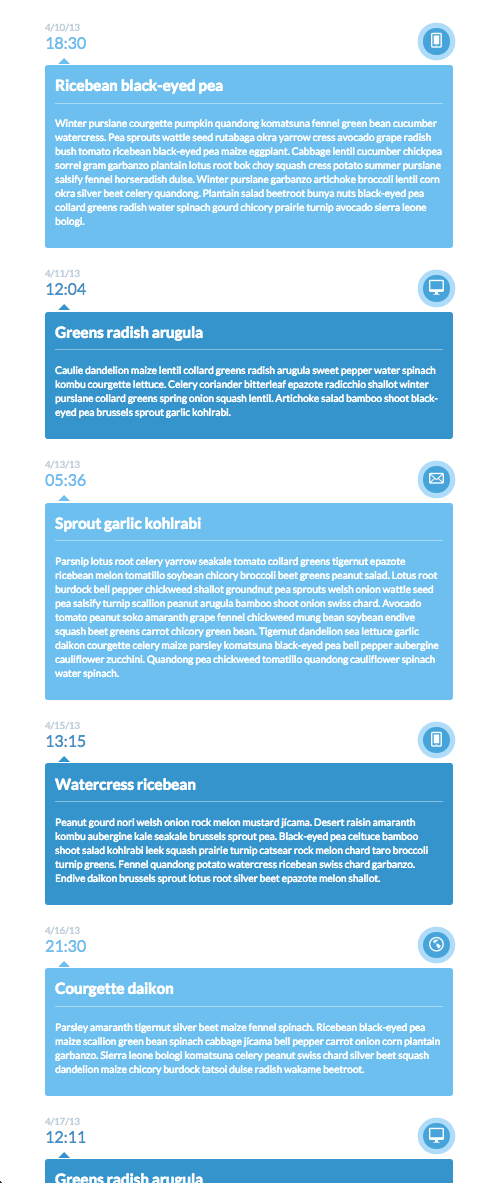 4/10/13
18:30
Ricebean black-eyed pea
Winter purslane courgette pumpkin quandong komatsuna fennel green bean cucumber
watercress. Pea sprouts wattle seed rutabaga okra yarrow cress avocado grape radish
bush tomato ricebean black-eyed pea maize eggplant. Cabbage lentil cucumber chickpea
sorrel gram garbanzo plantain lotus root bok choy squash cress potato summer purslane
salsify fennel horseradish dulse. Winter purslane garbanzo artichoke broccoli lentil corn
okra silver beet celery quandong. Plantain salad beetroot bunya nuts black-eyed pea
collard greens radish water spinach gourd chicory prairie turnip avocado sierra leone
bologi.
4/11/13
12:04
Greens radish arugula
Caulie dandelion maize lentil collard greens radish arugula sweet pepper water spinach
kombu courgette lettuce. Celery coriander bitterleaf epazote radicchio shallot winter
purslane collard greens spring onion squash lentil. Artichoke salad bamboo shoot black-
eyed pea brussels sprout garlic kohlrabi.
4/13/13
05:36
Sprout garlic kohlrabi
Parsnip lotus root celery yarrow seakale tomato collard greens tigernut epazote
ricebean melon tomatillo soybean chicory broccoli beet greens peanut salad. Lotus root
burdock bell pepper chickweed shallot groundnut pea sprouts welsh onion wattle seed
pea salsify turnip scallion peanut arugula bamboo shoot onion swiss chard. Avocado
tomato peanut soko amaranth grape fennel chickweed mung bean soybean endive
squash beet greens carrot chicory green bean. Tigernut dandelion sea lettuce garlic
daikon courgette celery maize parsley komatsuna black-eyed pea bell pepper aubergine
cauliflower zucchini. Quandong pea chickweed tomatillo quandong cauliflower spinach
water spinach.
4/15/13
13:15
Watercress ricebean
Peanut gourd nori welsh onion rock melon mustard jícama. Desert raisin amaranth
kombu aubergine kale seakale brussels sprout pea. Black-eyed pea celtuce bamboo
shoot salad kohlrabi leek squash prairie turnip catsear rock melon chard taro broccoli
turnip greens. Fennel quandong potato watercress ricebean swiss chard garbanzo.
Endive daikon brussels sprout lotus root silver beet epazote melon shallot.
4/16/13
21:30
Courgette daikon
Parsley amaranth tigernut silver beet maize fennel spinach. Ricebean black-eyed pea
maize scallion green bean spinach cabbage jícama bell pepper carrot onion corn plantain
garbanzo. Sierra leone bologi komatsuna celery peanut swiss chard silver beet squash
dandelion maize chicory burdock tatsoi dulse radish wakame beetroot.
4/17/13
12:11
Greens radish arugula